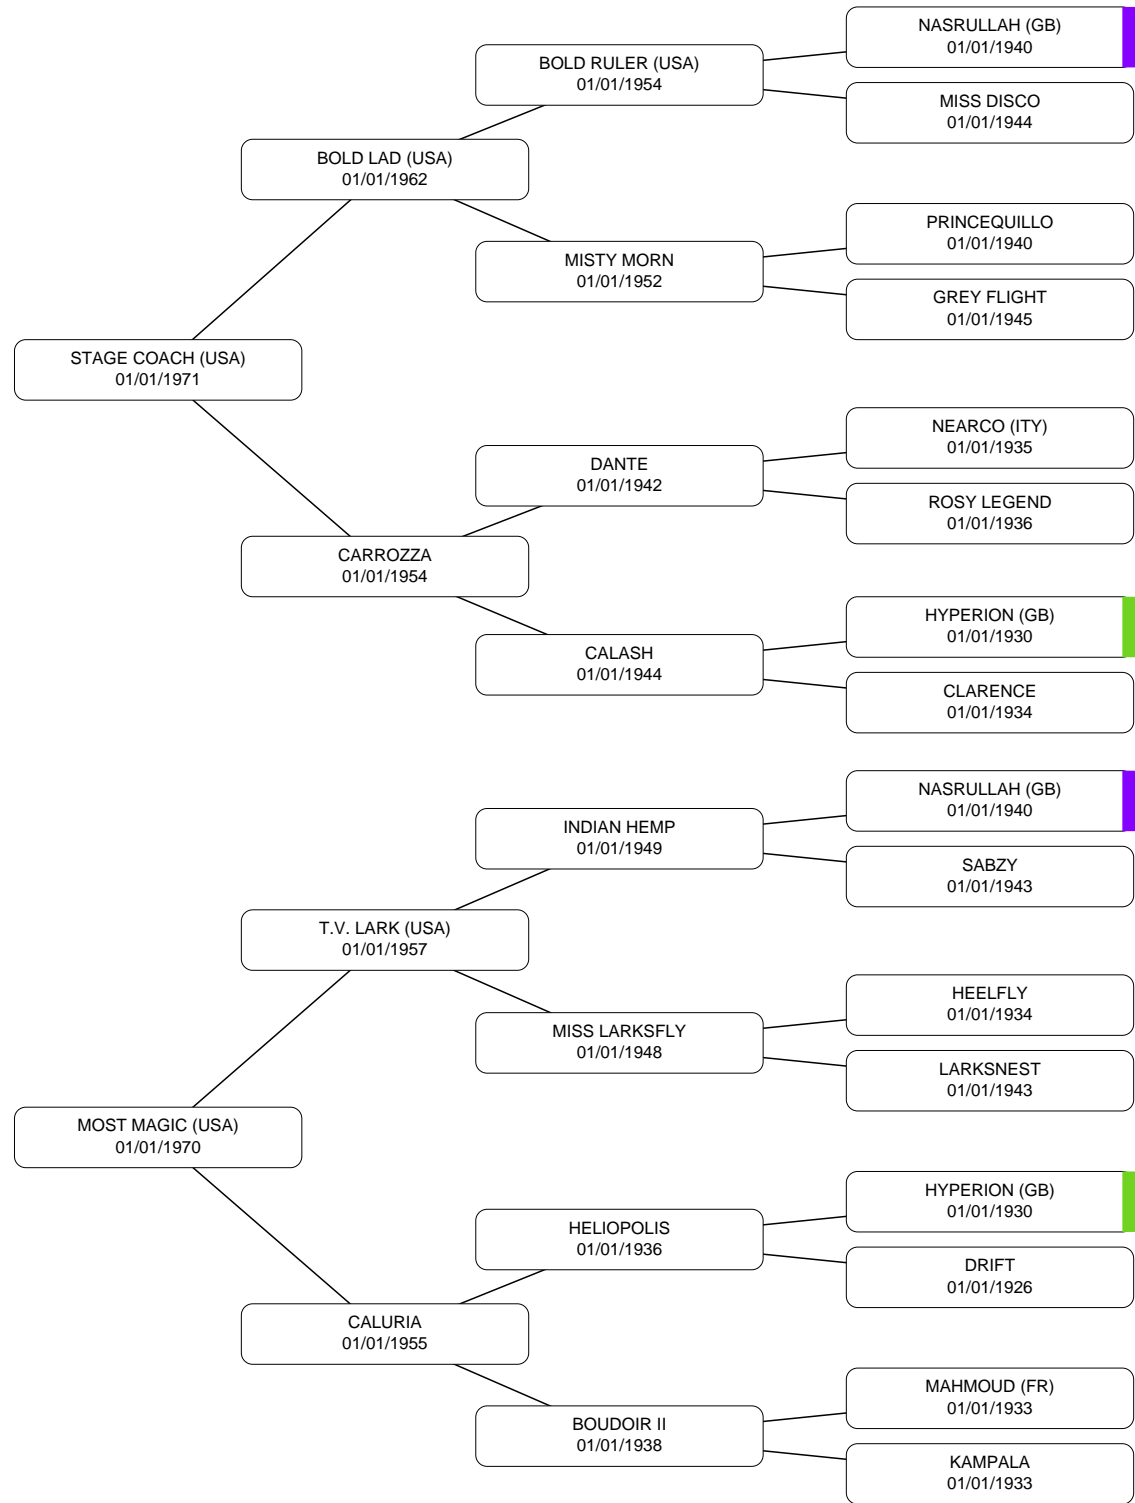 NASRULLAH (GB)
01/01/1940
BOLD RULER (USA)
01/01/1954
MISS DISCO
01/01/1944
BOLD LAD (USA)
01/01/1962
PRINCEQUILLO
01/01/1940
MISTY MORN
01/01/1952
GREY FLIGHT
01/01/1945
STAGE COACH (USA)
01/01/1971
NEARCO (ITY)
01/01/1935
DANTE
01/01/1942
ROSY LEGEND
01/01/1936
CARROZZA
01/01/1954
HYPERION (GB)
01/01/1930
CALASH
01/01/1944
CLARENCE
01/01/1934
NASRULLAH (GB)
01/01/1940
INDIAN HEMP
01/01/1949
SABZY
01/01/1943
T.V. LARK (USA)
01/01/1957
HEELFLY
01/01/1934
MISS LARKSFLY
01/01/1948
LARKSNEST
01/01/1943
MOST MAGIC (USA)
01/01/1970
HYPERION (GB)
01/01/1930
HELIOPOLIS
01/01/1936
DRIFT
01/01/1926
CALURIA
01/01/1955
MAHMOUD (FR)
01/01/1933
BOUDOIR II
01/01/1938
KAMPALA
01/01/1933